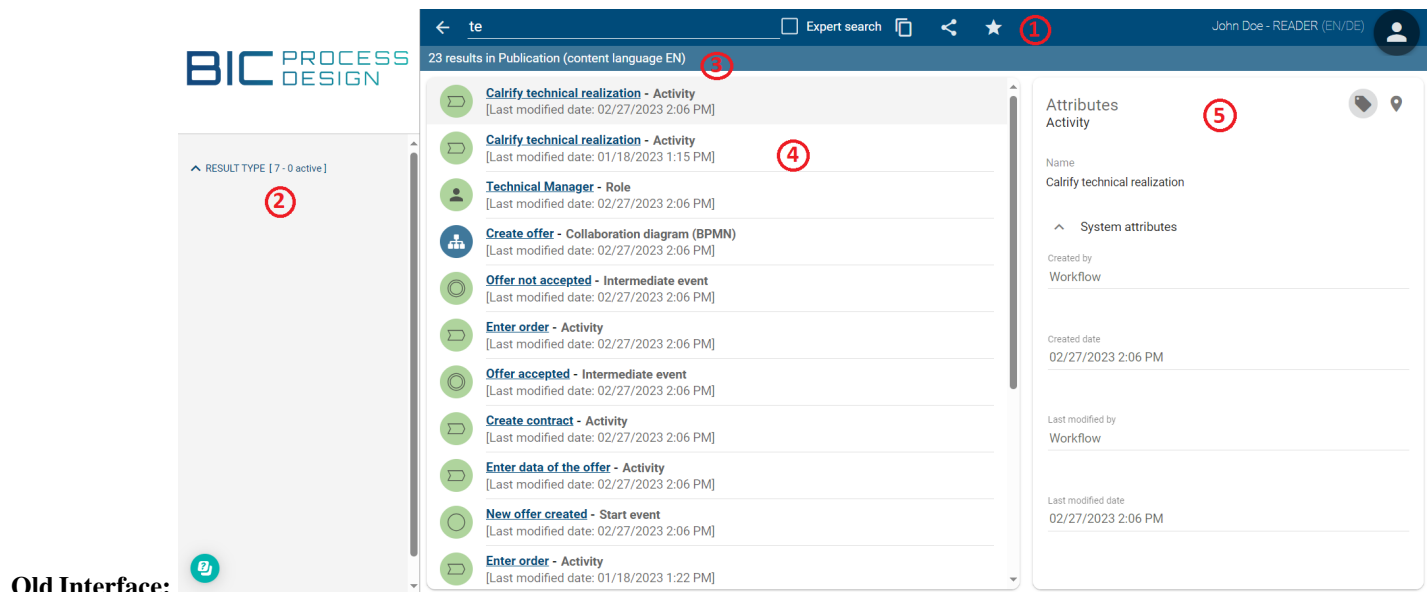 te
Expert search
1
John Doe - READER (EN/DE)
BIC PROCESS
DESIGN
23 results in Publication (content language EN)
3
RESULT TYPE [ 7 - 0 active ]
2
Calrify technical realization - Activity
[Last modified date: 02/27/2023 2:06 PM]
Calrify technical realization - Activity
[Last modified date: 01/18/2023 1:15 PM]
4
Technical Manager - Role
[Last modified date: 02/27/2023 2:06 PM]
Create offer - Collaboration diagram (BPMN)
[Last modified date: 02/27/2023 2:06 PM]
Offer not accepted - Intermediate event
[Last modified date: 02/27/2023 2:06 PM]
Enter order - Activity
[Last modified date: 02/27/2023 2:06 PM]
Offer accepted - Intermediate event
[Last modified date: 02/27/2023 2:06 PM]
Create contract - Activity
[Last modified date: 02/27/2023 2:06 PM]
Enter data of the offer - Activity
[Last modified date: 02/27/2023 2:06 PM]
New offer created - Start event
[Last modified date: 02/27/2023 2:06 PM]
Enter order - Activity
[Last modified date: 01/18/2023 1:22 PM]
Attributes
Activity
5
Name
Calrify technical realization
System attributes
Created by
Workflow
Created date
02/27/2023 2:06 PM
Last modified by
Workflow
Last modified date
02/27/2023 2:06 PM
Old Interface: